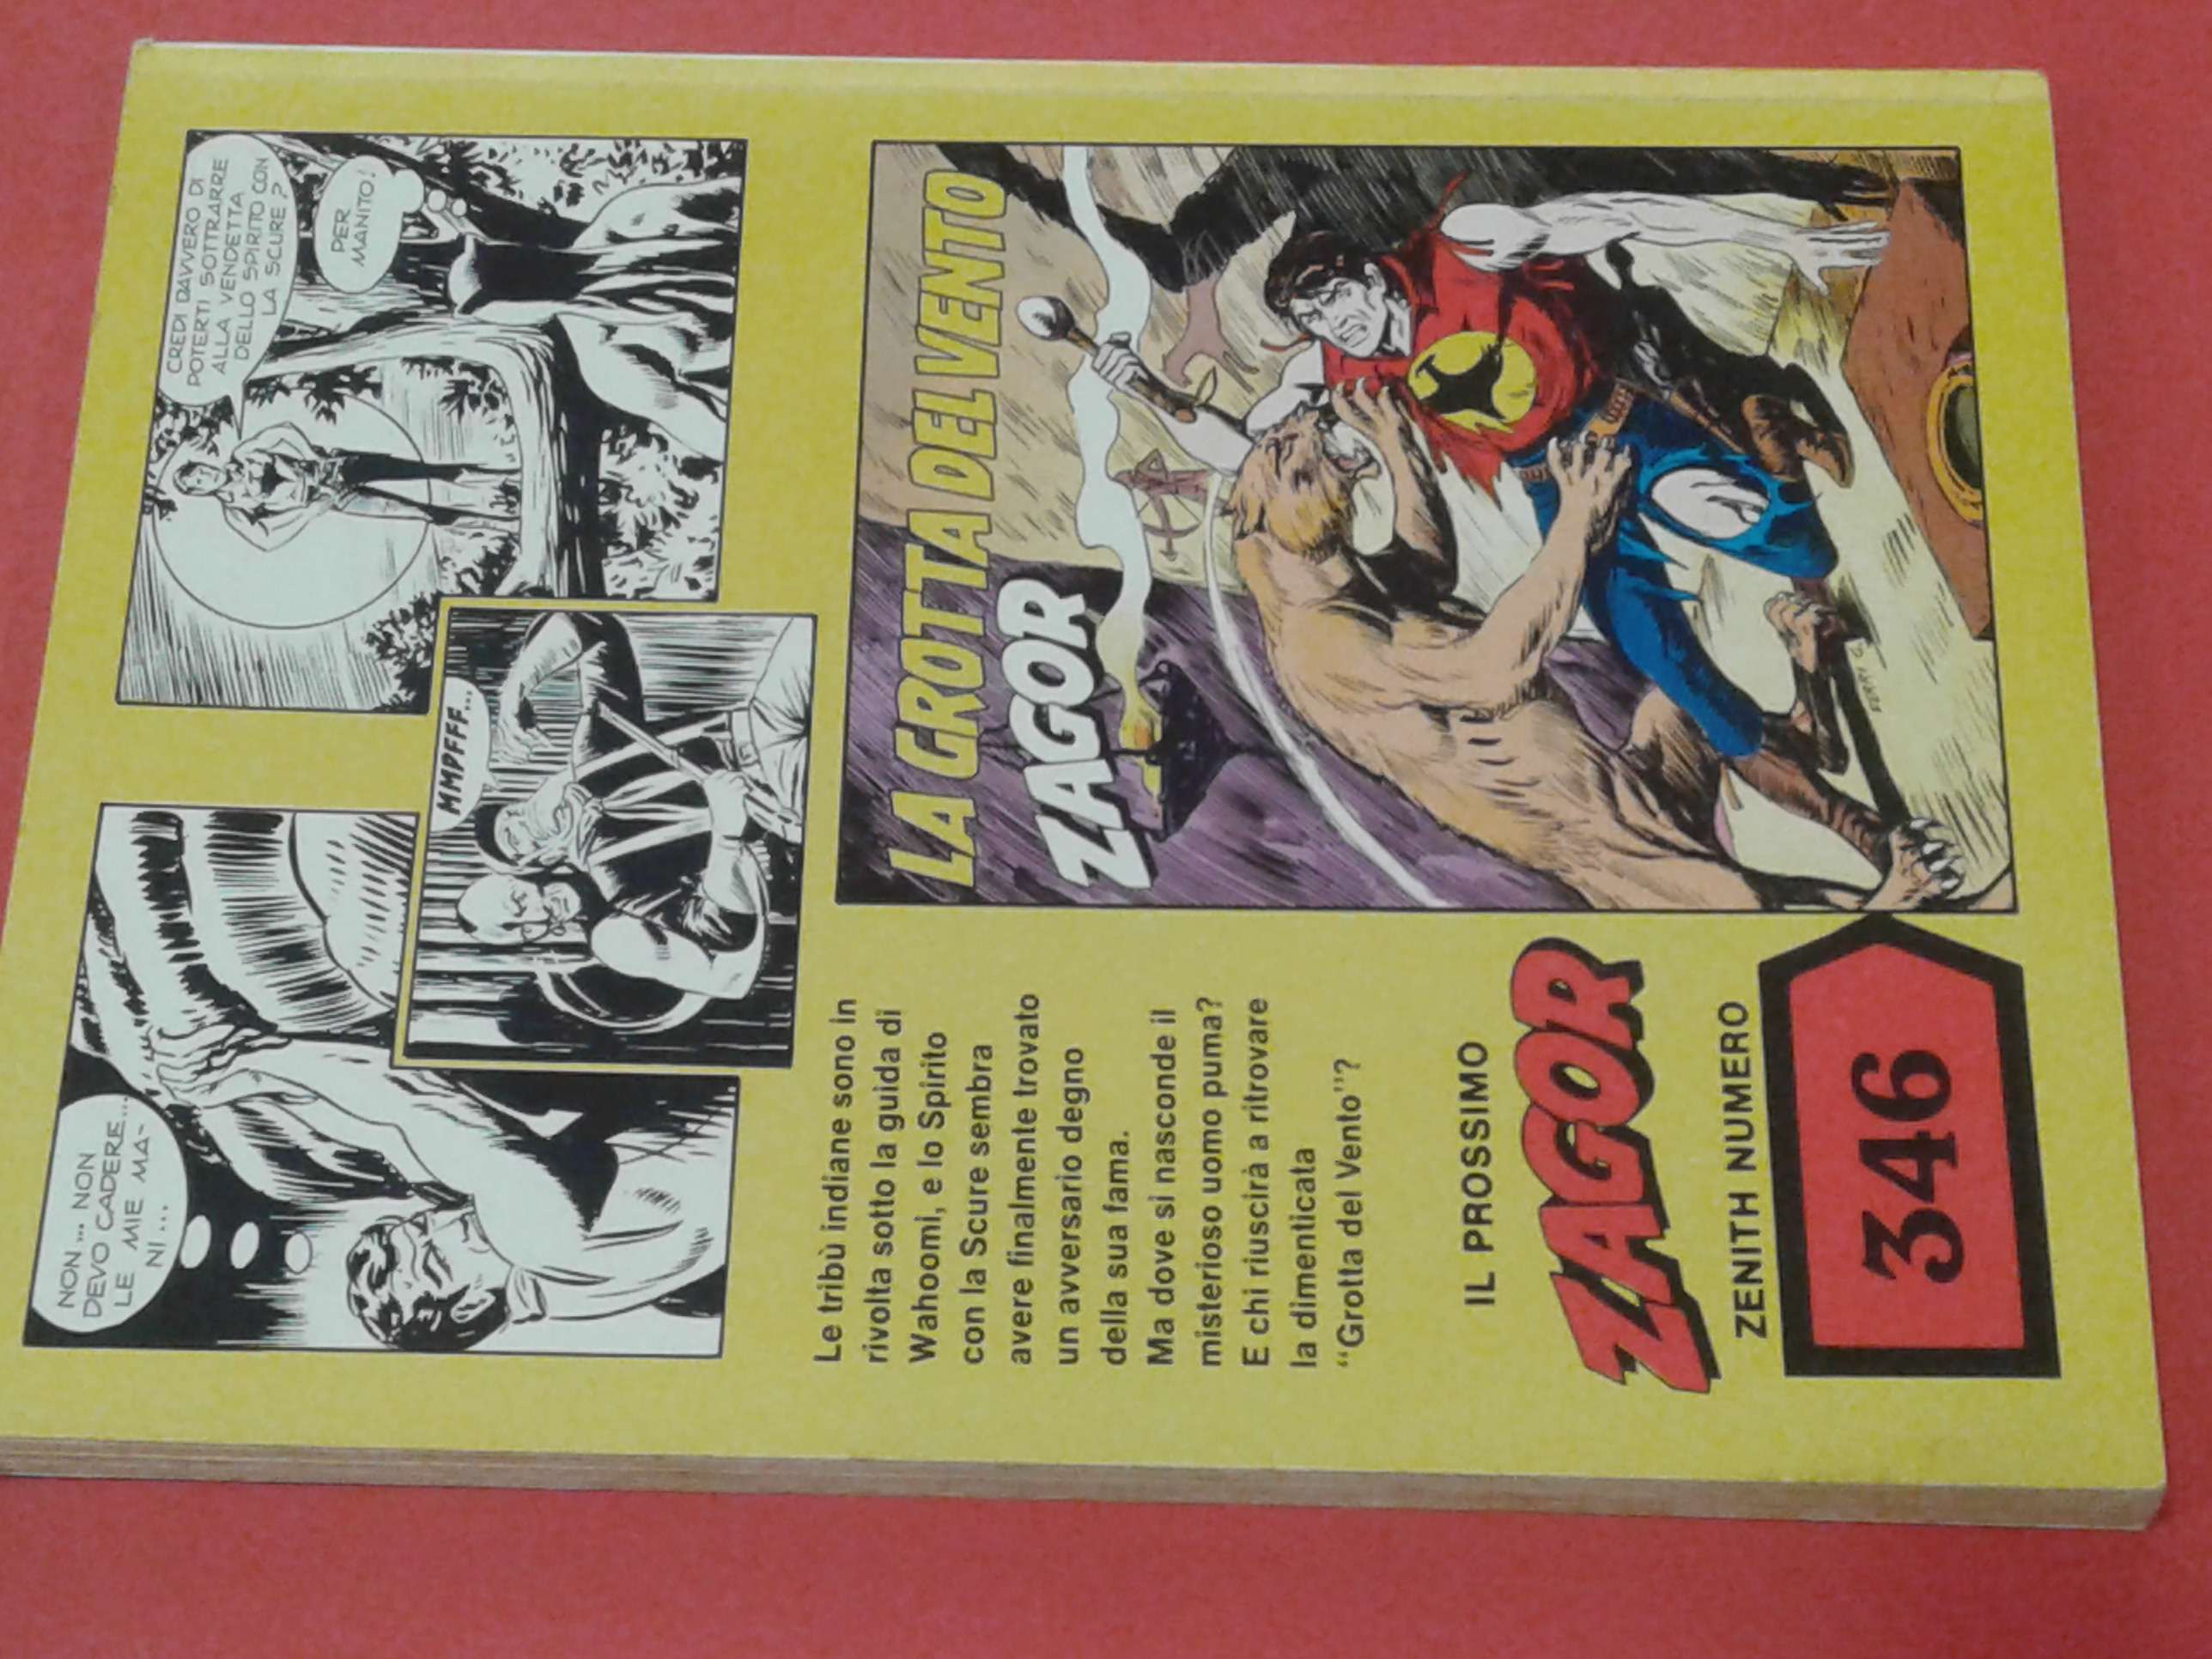 NON... NON
DEVO CADERE...
LE MIE MA-
NI...
MMPFFF...
CREDI DAVVERO DI
POTERTI SOTTRARRE
ALLA VENDETTA
DELLO SPIRITO CON
LA SCURE?
PER
MANITO!
Le tribù indiane sono in
rivolta sotto la guida di
Wahoomi, e lo Spirito
con la Scure sembra
avere finalmente trovato
un avversario degno
della sua fama.
Ma dove si nasconde il
misterioso uomo puma?
E chi riuscirà a ritrovare
la dimenticata
“Grotta del Vento”?
LA GROTTA DEL VENTO
ZAGOR
FERRI
IL PROSSIMO
ZAGOR
ZENITH NUMERO
346